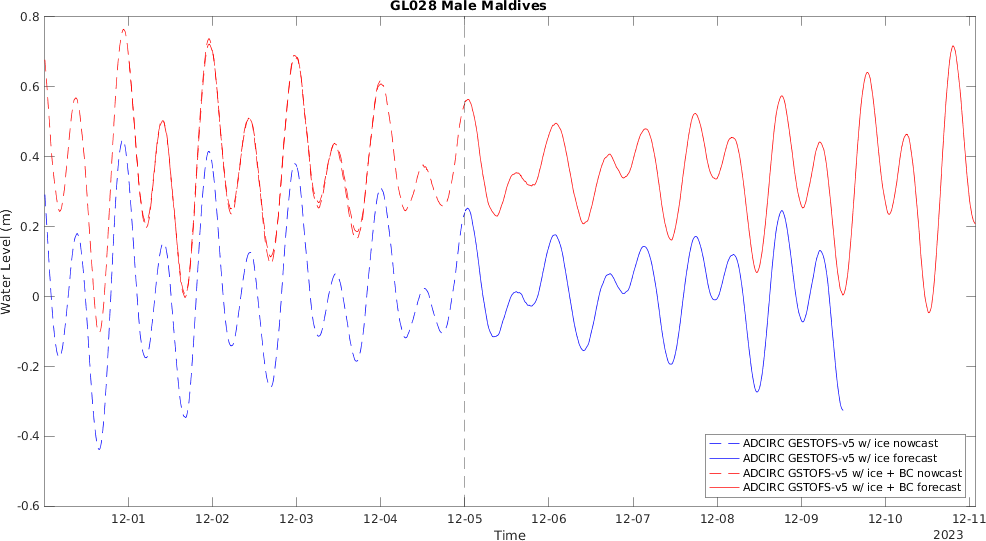 GL028 Male Maldives
0.8
0.6
0.4
0.2
0
-0.2
-0.4
-0.6
Water Level (m)
ADCIRC GESTOFS-v5 w/ ice nowcast
ADCIRC GESTOFS-v5 w/ ice forecast
ADCIRC GSTOFS-v5 w/ ice + BC nowcast
ADCIRC GSTOFS-v5 w/ ice + BC forecast
12-01 12-02 12-03 12-04 12-05 12-06 12-07 12-08 12-09 12-10 12-11
Time
2023